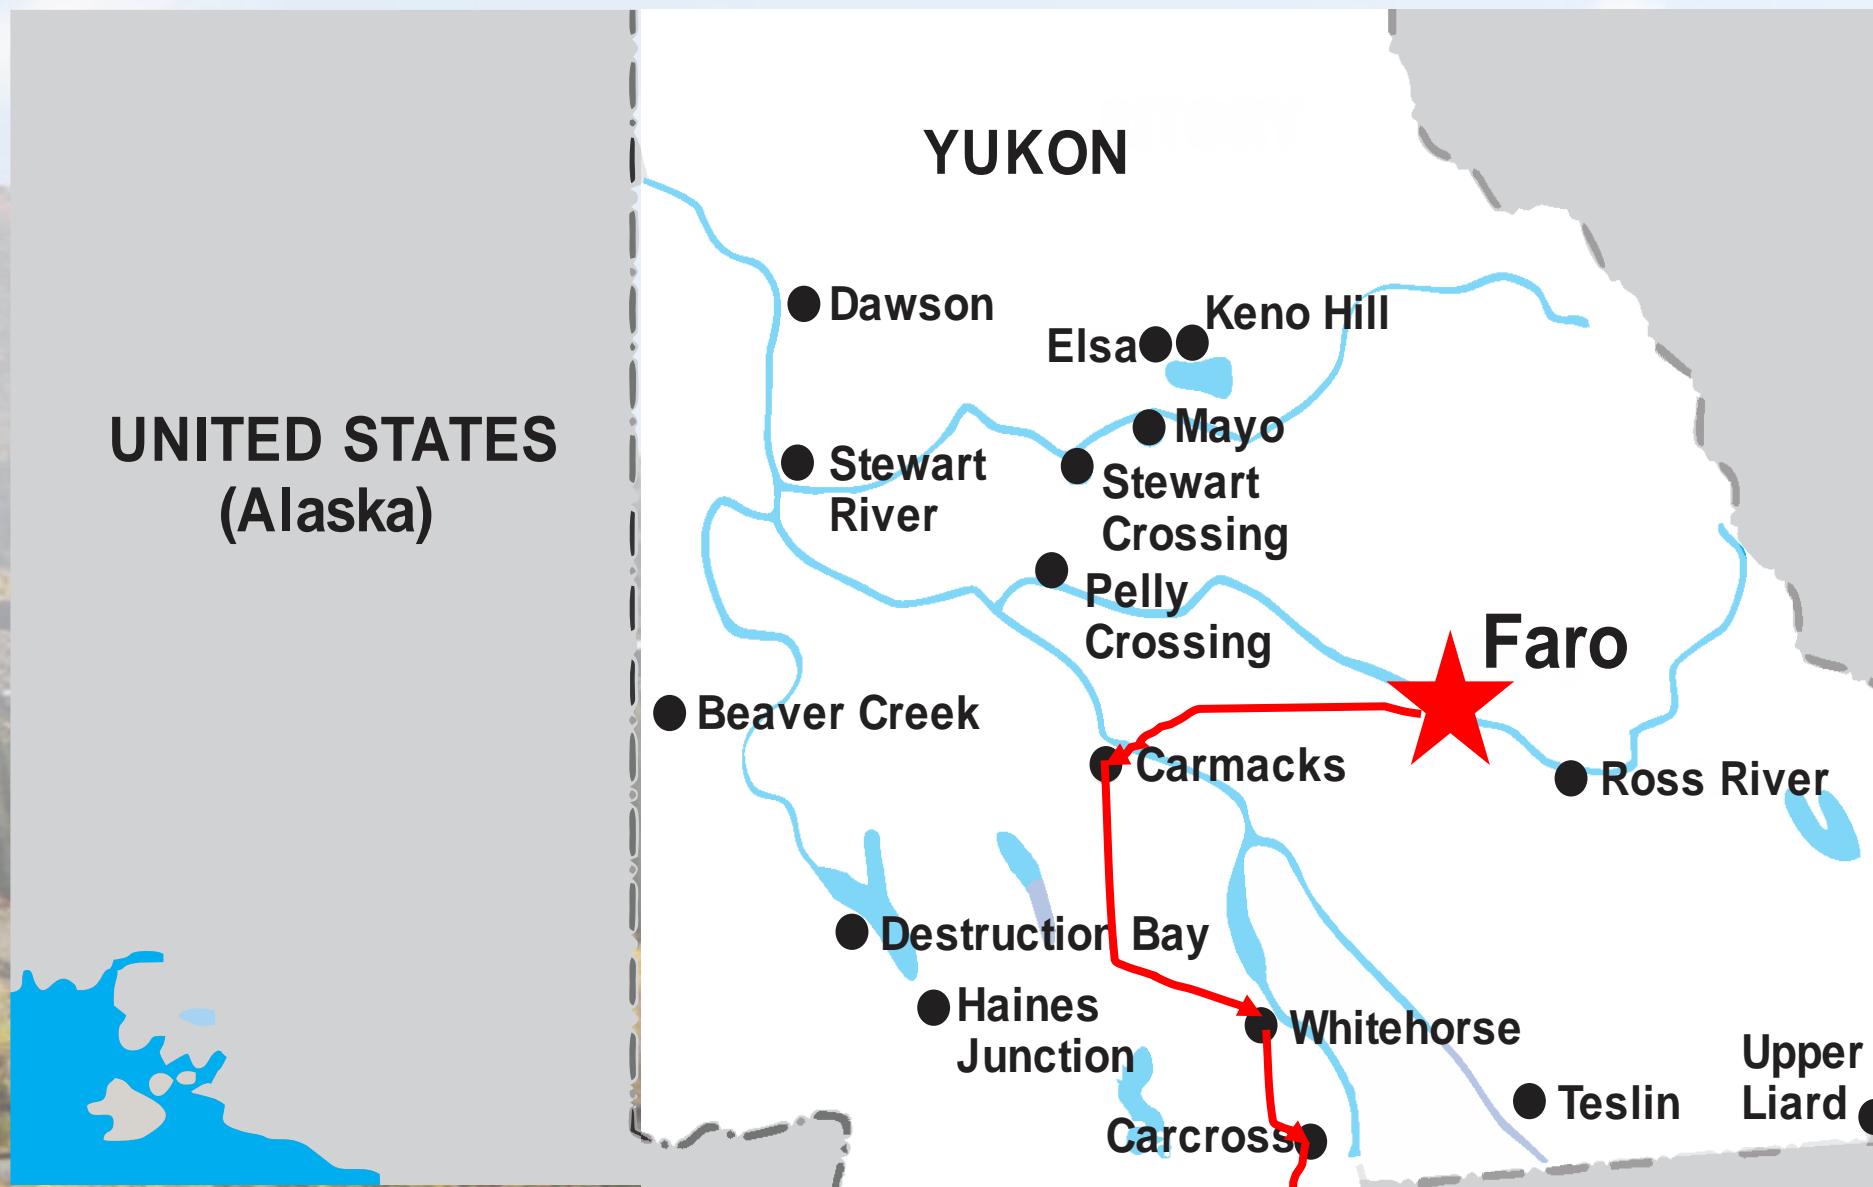 YUKON
Dawson
Keno Hill
Elsa
UNITED STATES
(Alaska)
Mayo
Stewart
River
Stewart
Crossing
Pelly
Crossing
Faro
Beaver Creek
Carmacks
Ross River
Destruction Bay
Haines
Junction
Whitehorse
Upper
Liard
Teslin
Carcross